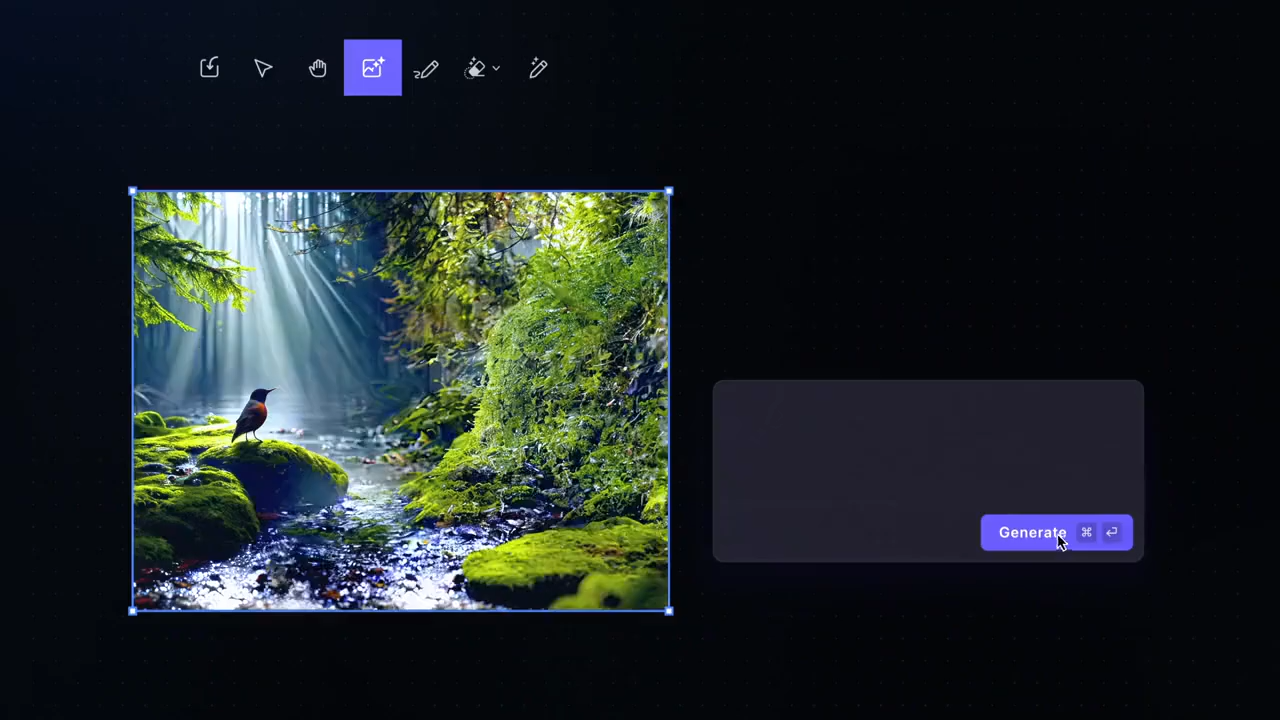 Generate ⌘ ↵